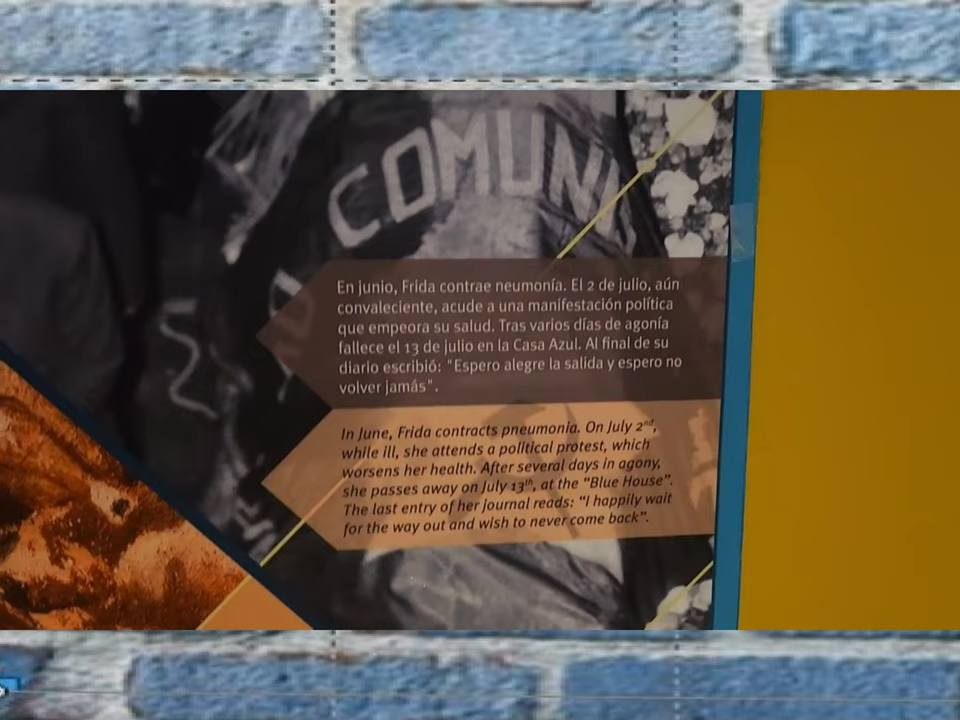 COMUNI
En junio, Frida contrae neumonía. El 2 de julio, aún
convaleciente, acude a una manifestación política
que empeora su salud. Tras varios días de agonía
fallece el 13 de julio en la Casa Azul. Al final de su
diario escribió: "Espero alegre la salida y espero no
volver jamás".
In June, Frida contracts pneumonia. On July 2nd,
while ill, she attends a political protest, which
worsens her health. After several days in agony,
she passes away on July 13th, at the “Blue House”.
The last entry of her journal reads: “I happily wait
for the way out and wish to never come back”.